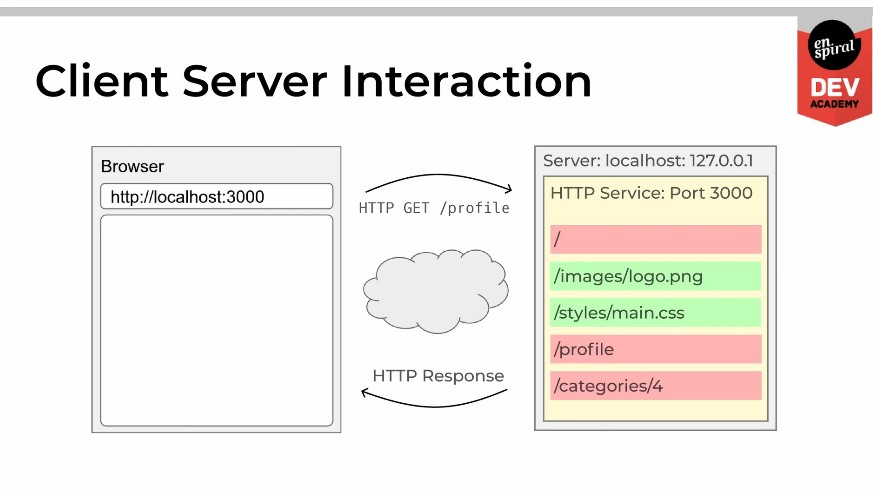 en
spiral
DEV
ACADEMY
Client Server Interaction
Browser
http://localhost:3000
HTTP GET /profile
HTTP Response
Server: localhost: 127.0.0.1
HTTP Service: Port 3000
/
/images/logo.png
/styles/main.css
/profile
/categories/4